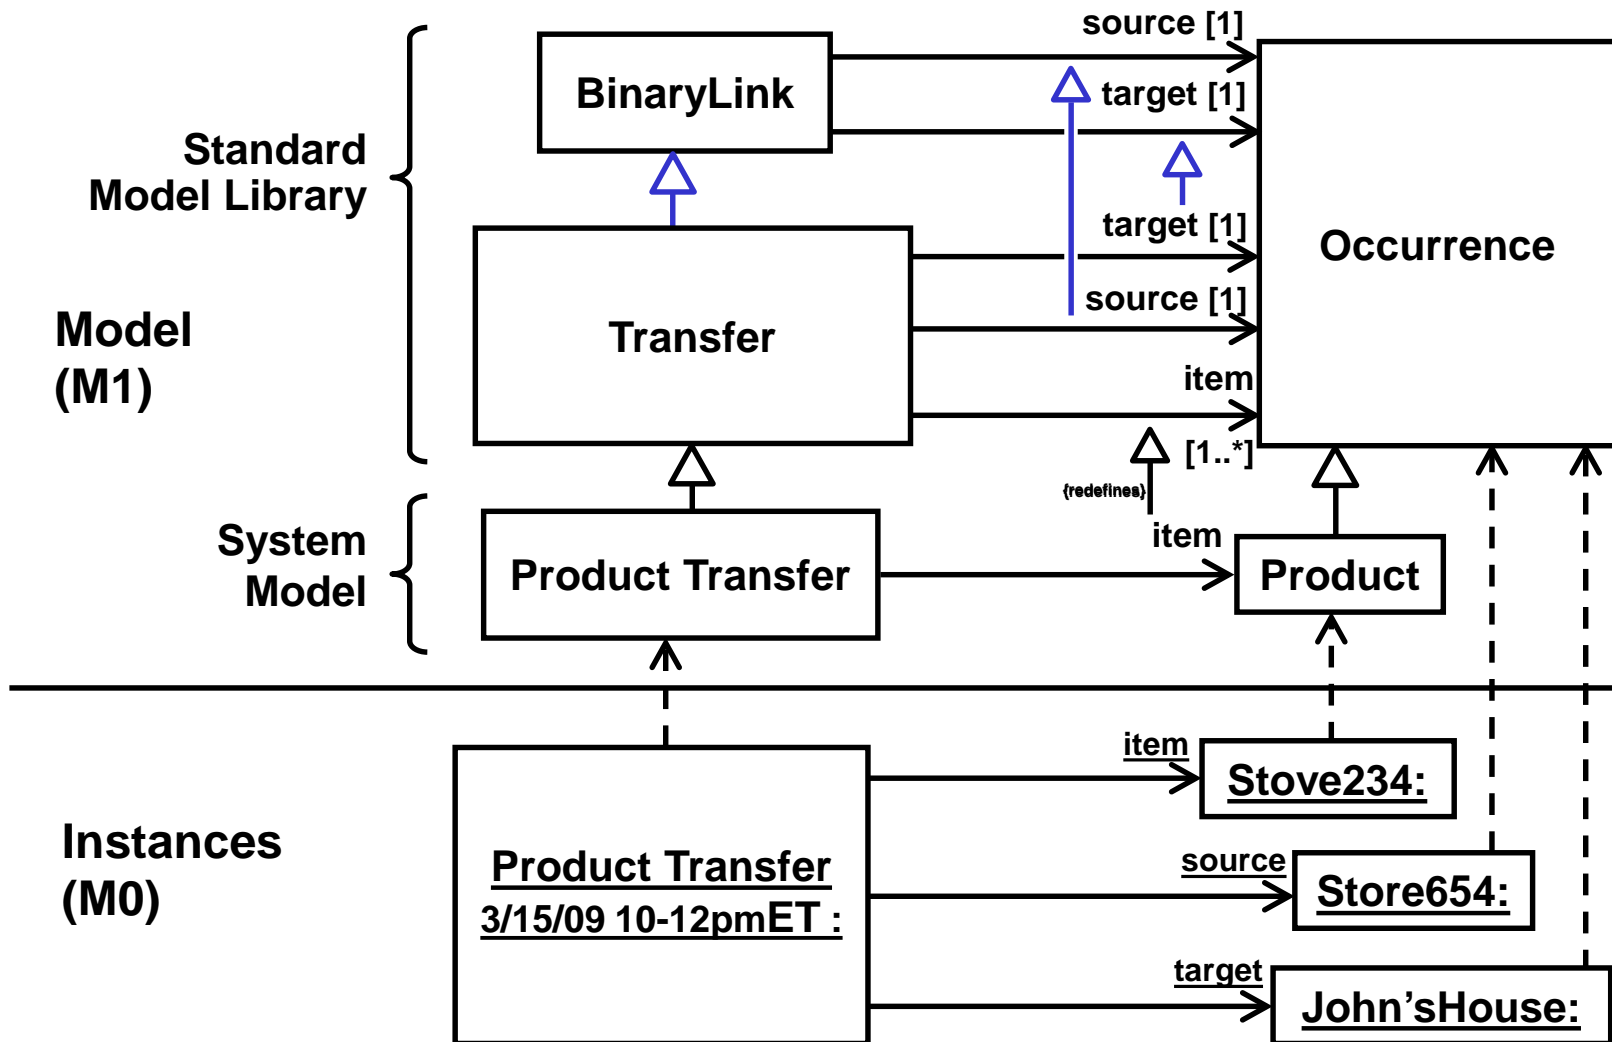 source [1]
BinaryLink
target [1]
Standard
Model Library
target [1]
Occurrence
source [1]
Transfer
Model
(M1)
item
[1..*]
{redefines}
System
Model
item
Product Transfer
Product
item
Stove234:
Instances
(M0)
Product Transfer
3/15/09 10-12pmET :
source
Store654:
target
John’sHouse: